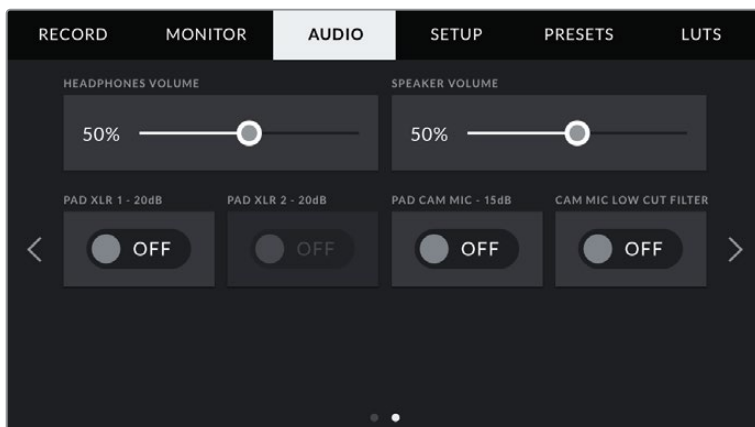 RECORD MONITOR AUDIO SETUP PRESETS LUTS
HEADPHONES VOLUME SPEAKER VOLUME
50% 50%
PAD XLR 1 - 20dB PAD XLR 2 - 20dB PAD CAM MIC - 15dB CAM MIC LOW CUT FILTER
OFF OFF OFF OFF